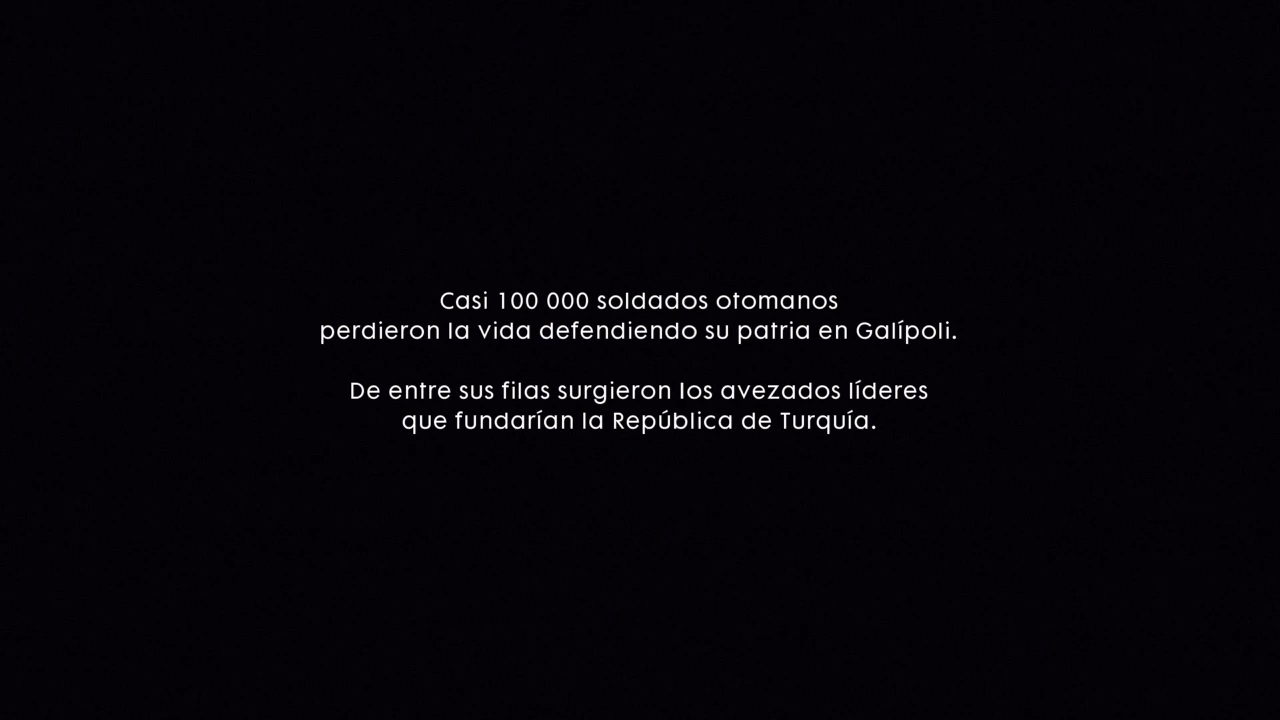 Casi 100 000 soldados otomanos
perdieron la vida defendiendo su patria en Galípoli.
De entre sus filas surgieron los avezados líderes
que fundarían la República de Turquía.